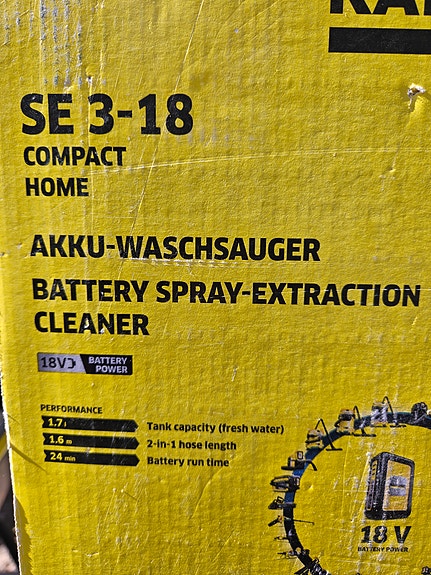 SE 3-18
COMPACT
HOME
AKKU-WASCHSAUGER
BATTERY SPRAY-EXTRACTION
CLEANER
18V BATTERY
POWER
PERFORMANCE
1.7 l Tank capacity (fresh water)
1.6 m 2-in-1 hose length
24 min Battery run time
18 V
BATTERY POWER